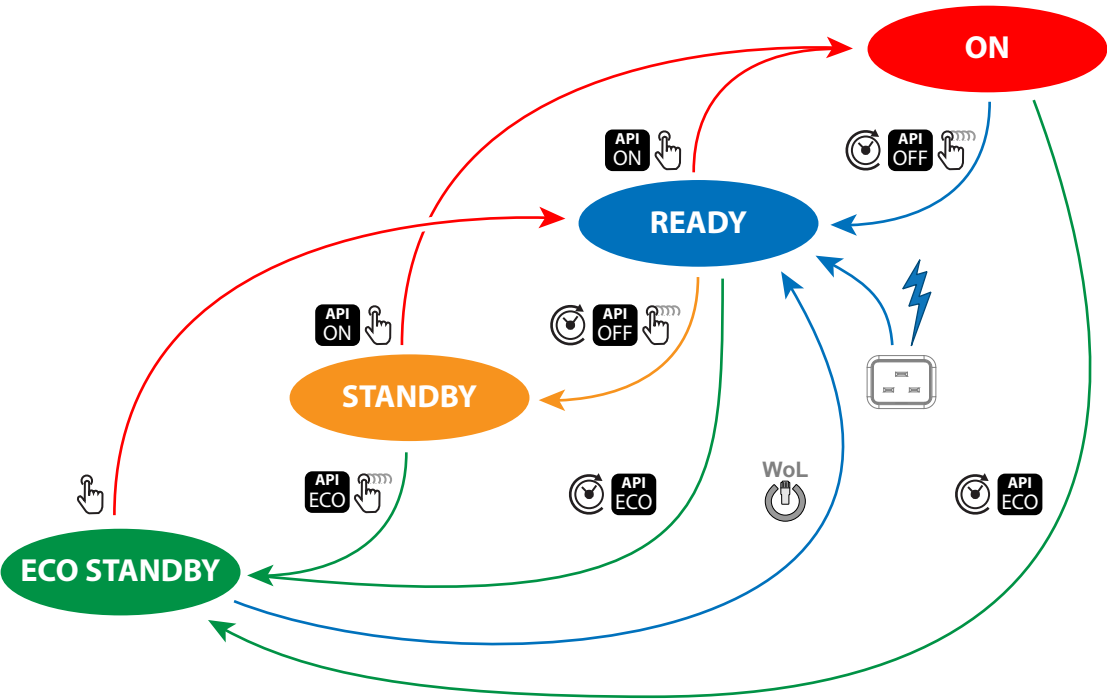 ON
API
ON
API
OFF
READY
API
ON
API
OFF
STANDBY
WoL
API
ECO
API
ECO
API
ECO
ECO STANDBY